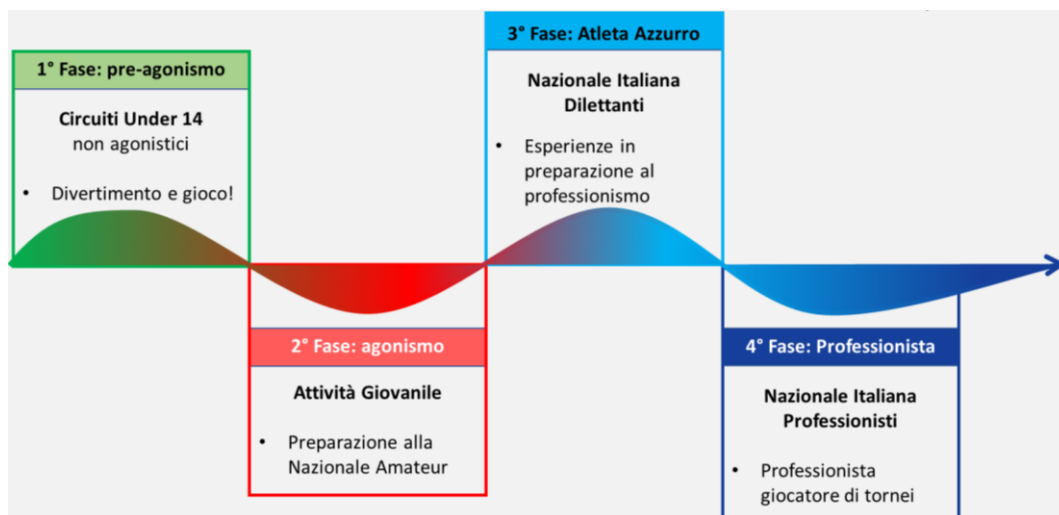 1° Fase: pre-agonismo
Circuiti Under 14
non agonistici
• Divertimento e gioco!
2° Fase: agonismo
Attività Giovanile
• Preparazione alla
Nazionale Amateur
3° Fase: Atleta Azzurro
Nazionale Italiana
Dilettanti
• Esperienze in
preparazione al
professionismo
4° Fase: Professionista
Nazionale Italiana
Professionisti
• Professionista
giocatore di tornei